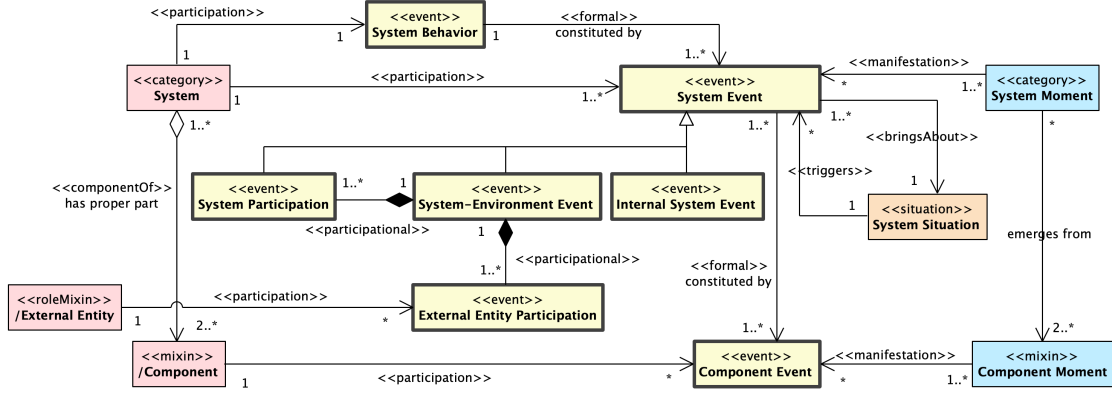 <<participation>>
<<event>>
System Behavior
<<formal>>
constituted by
1
1
1
1..*
<<category>>
System
<<participation>>
1
1..*
<<event>>
System Event
<<manifestation>>
*
1..*
<<category>>
System Moment
1..*
1..*
1..*
*
*
<<bringsAbout>>
<<triggers>>
<<componentOf>>
has proper part
<<event>>
System Participation
1..*
1
<<participational>>
<<event>>
System-Environment Event
<<event>>
Internal System Event
1
1
<<situation>>
System Situation
emerges from
1
<<participational>>
1..*
<<formal>>
constituted by
<<roleMixin>>
/External Entity
<<participation>>
1
*
<<event>>
External Entity Participation
2..*
1..*
2..*
<<mixin>>
/Component
<<participation>>
1
*
<<event>>
Component Event
<<manifestation>>
*
1..*
<<mixin>>
Component Moment